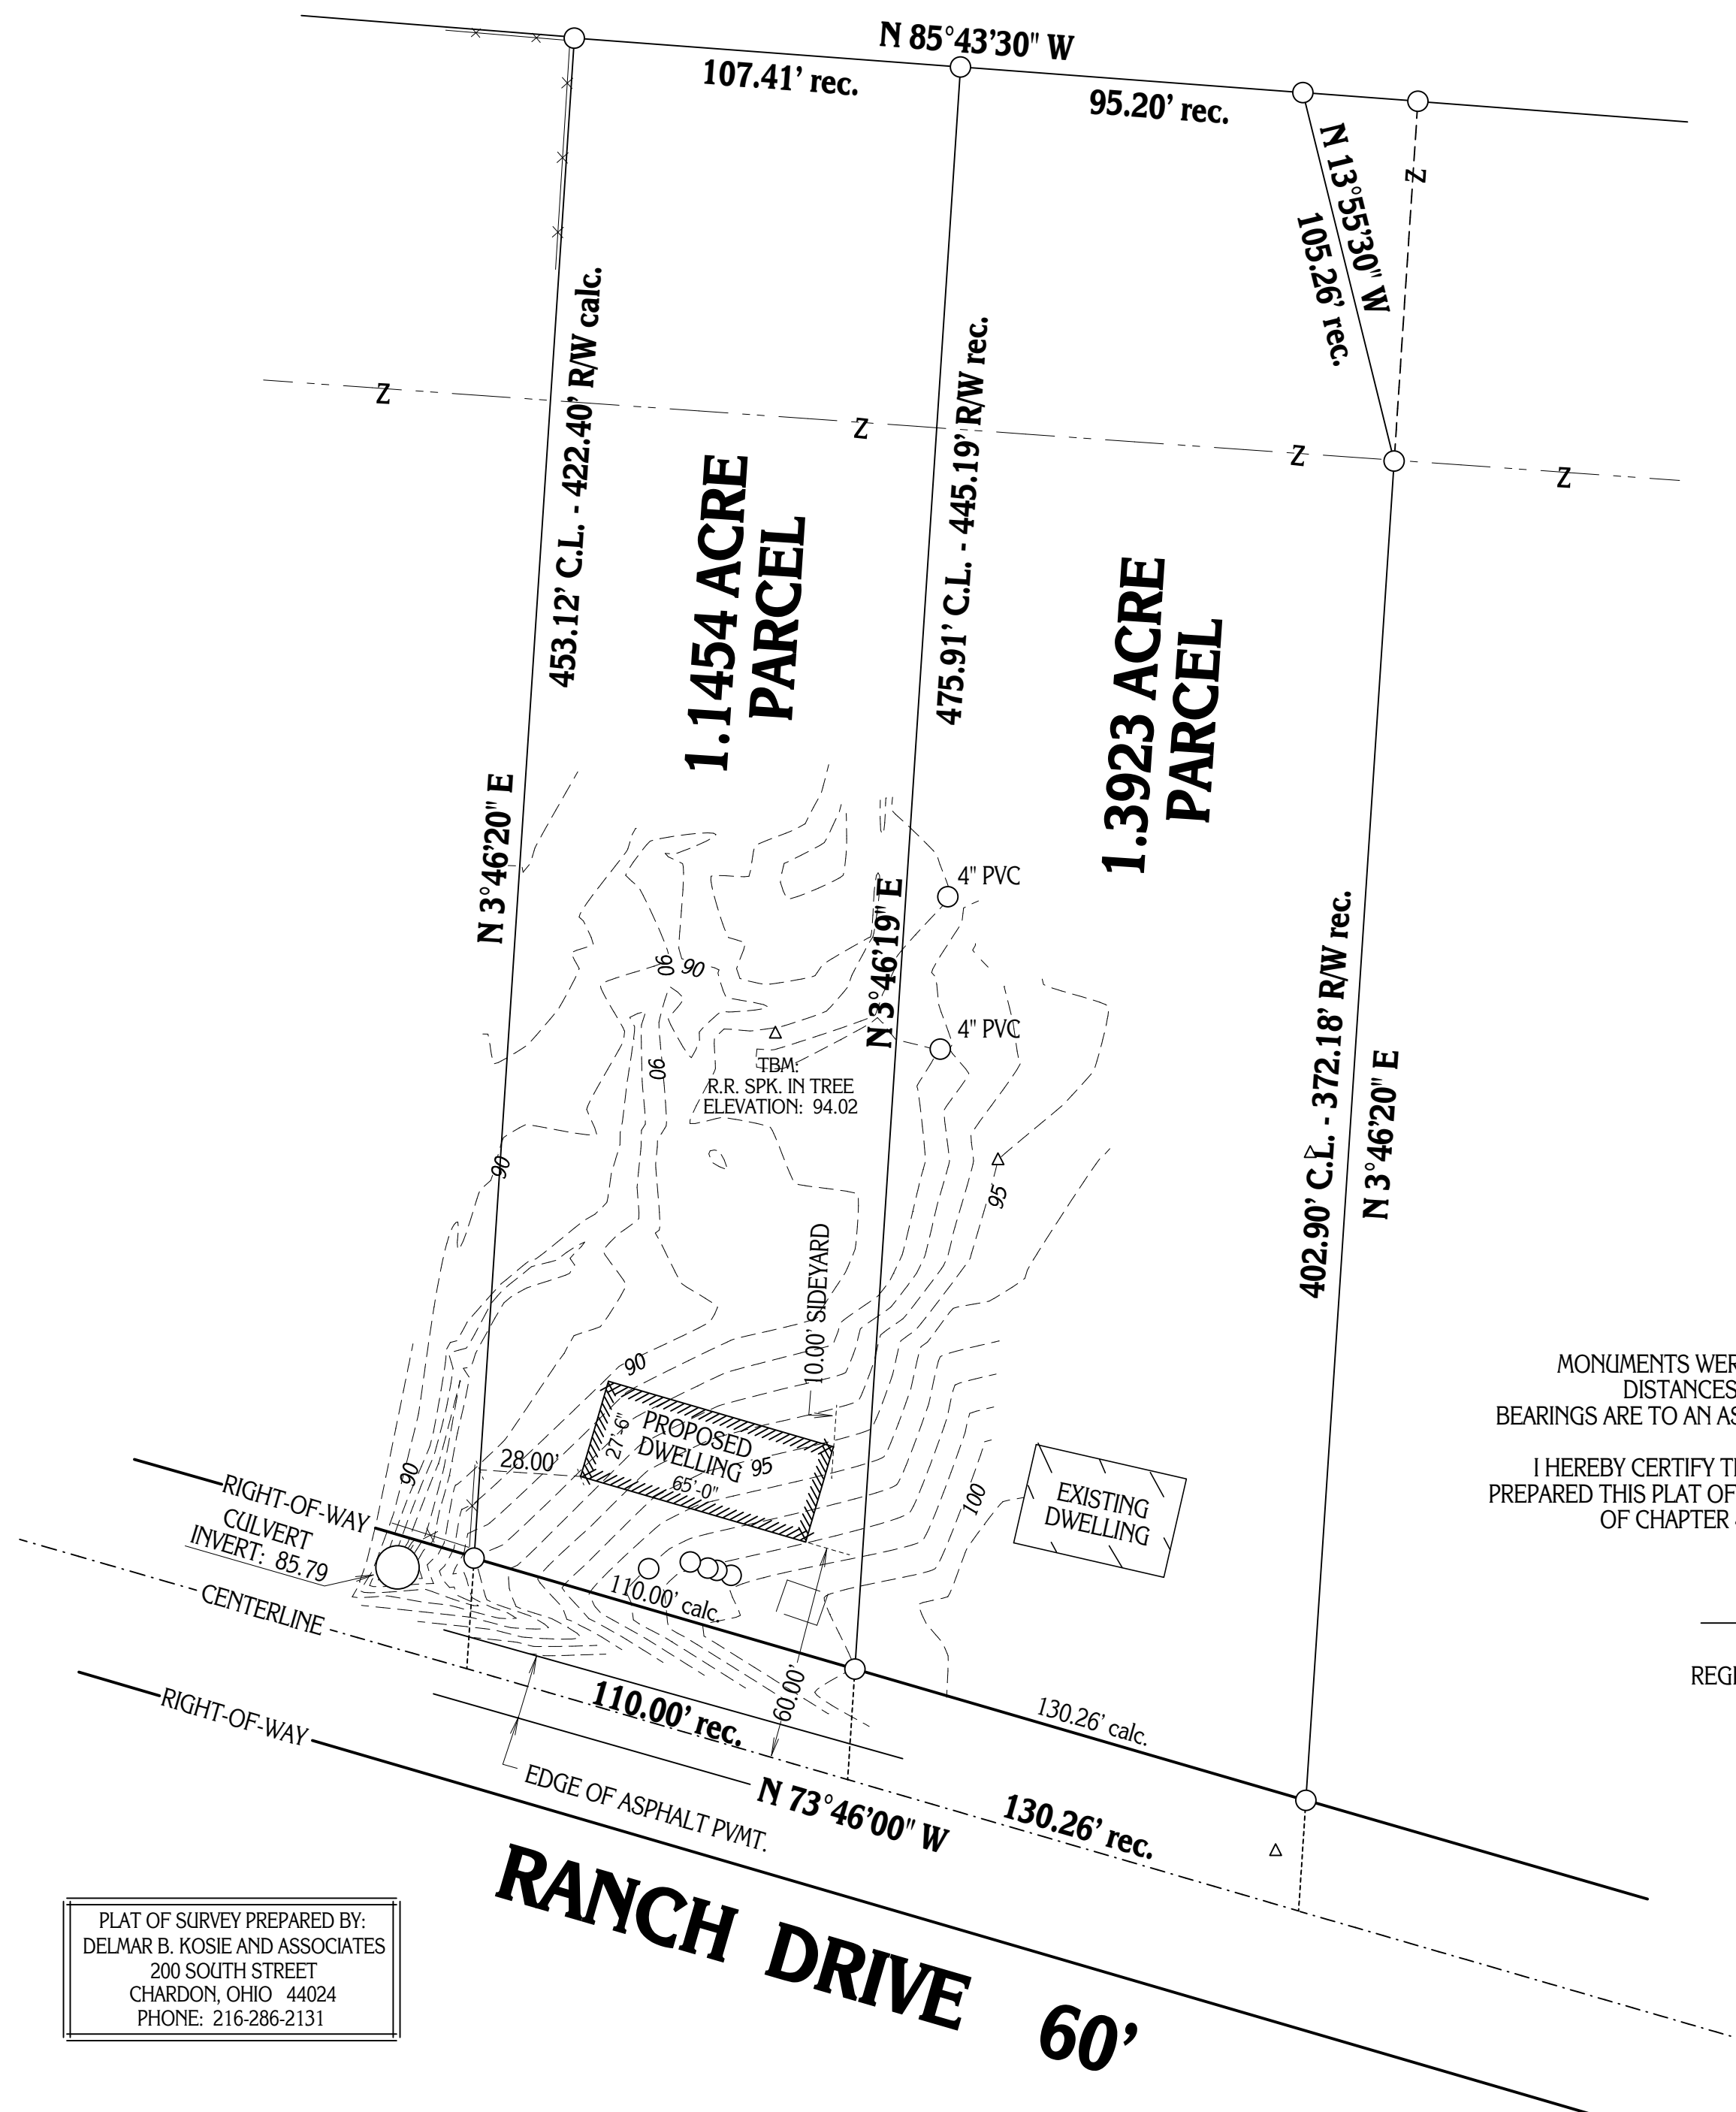 N 85°43'30" W
107.41' rec.
95.20' rec.
N 13°55'30" W
105.26' rec.
Z
453.12' C.L. - 422.40' R/W calc.
475.91' C.L. - 445.19' R/W rec.
Z
Z
Z
Z
1.1454 ACRE
PARCEL
1.3923 ACRE
PARCEL
N 3°46'20" E
N 3°46'19" E
4" PVC
4" PVC
90
90
90
TBM:
R.R. SPK. IN TREE
ELEVATION: 94.02
402.90' C.L. - 372.18' R/W rec.
N 3°46'20" E
90
95
10.00' SIDEYARD
90
PROPOSED
DWELLING
27'-6"
65'-0"
95
28.00'
90
100
EXISTING
DWELLING
MONUMENTS WER
DISTANCES
BEARINGS ARE TO AN AS
I HEREBY CERTIFY T
PREPARED THIS PLAT OF
OF CHAPTER
REGI
RIGHT-OF-WAY
CULVERT
INVERT: 85.79
CENTERLINE
RIGHT-OF-WAY
110.00' calc.
110.00' rec.
60.00'
130.26' calc.
EDGE OF ASPHALT PVMT.
N 73°46'00" W
130.26' rec.
RANCH DRIVE 60'
PLAT OF SURVEY PREPARED BY:
DELMAR B. KOSIE AND ASSOCIATES
200 SOUTH STREET
CHARDON, OHIO 44024
PHONE: 216-286-2131